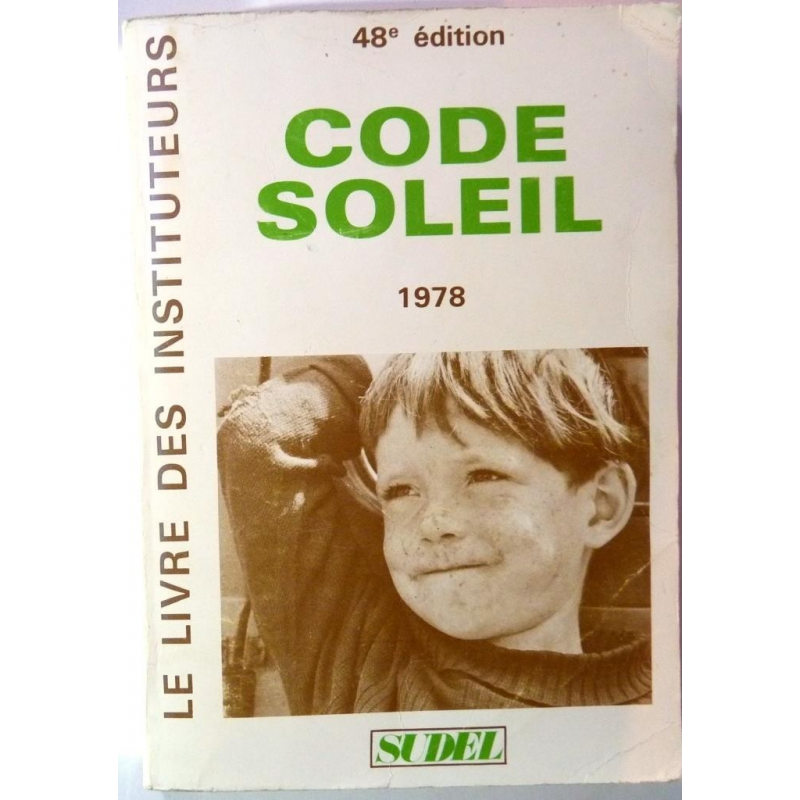 48e édition
CODE
SOLEIL
1978
LE LIVRE DES INSTITUTEURS
SUDEL